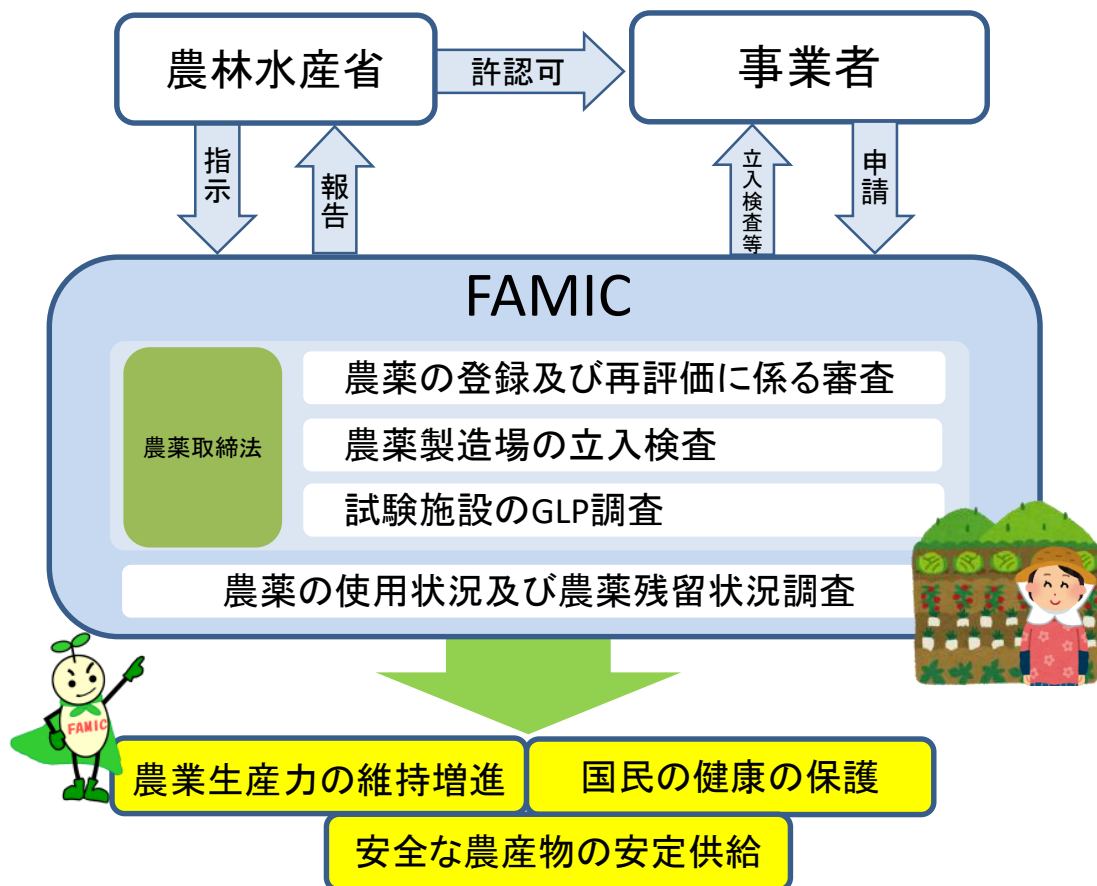 農林水産省
許認可
事業者
指示
報告
立入検査等
申請
FAMIC
農薬取締法
農薬の登録及び再評価に係る審査
農薬製造場の立入検査
試験施設のGLP調査
農薬の使用状況及び農薬残留状況調査
FAMIC
農業生産力の維持増進
国民の健康の保護
安全な農産物の安定供給